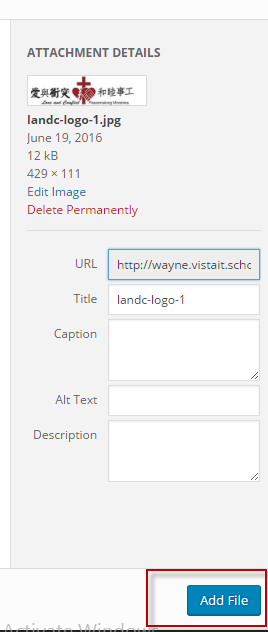 ATTACHMENT DETAILS
愛與衝突 和睦事工
Love and Conflict Peacemaking Ministries
landc-logo-1.jpg
June 19, 2016
12 kB
429 × 111
Edit Image
Delete Permanently
URL http://wayne.vistait.scho
Title landc-logo-1
Caption
Alt Text
Description
Add File
Activate Windows